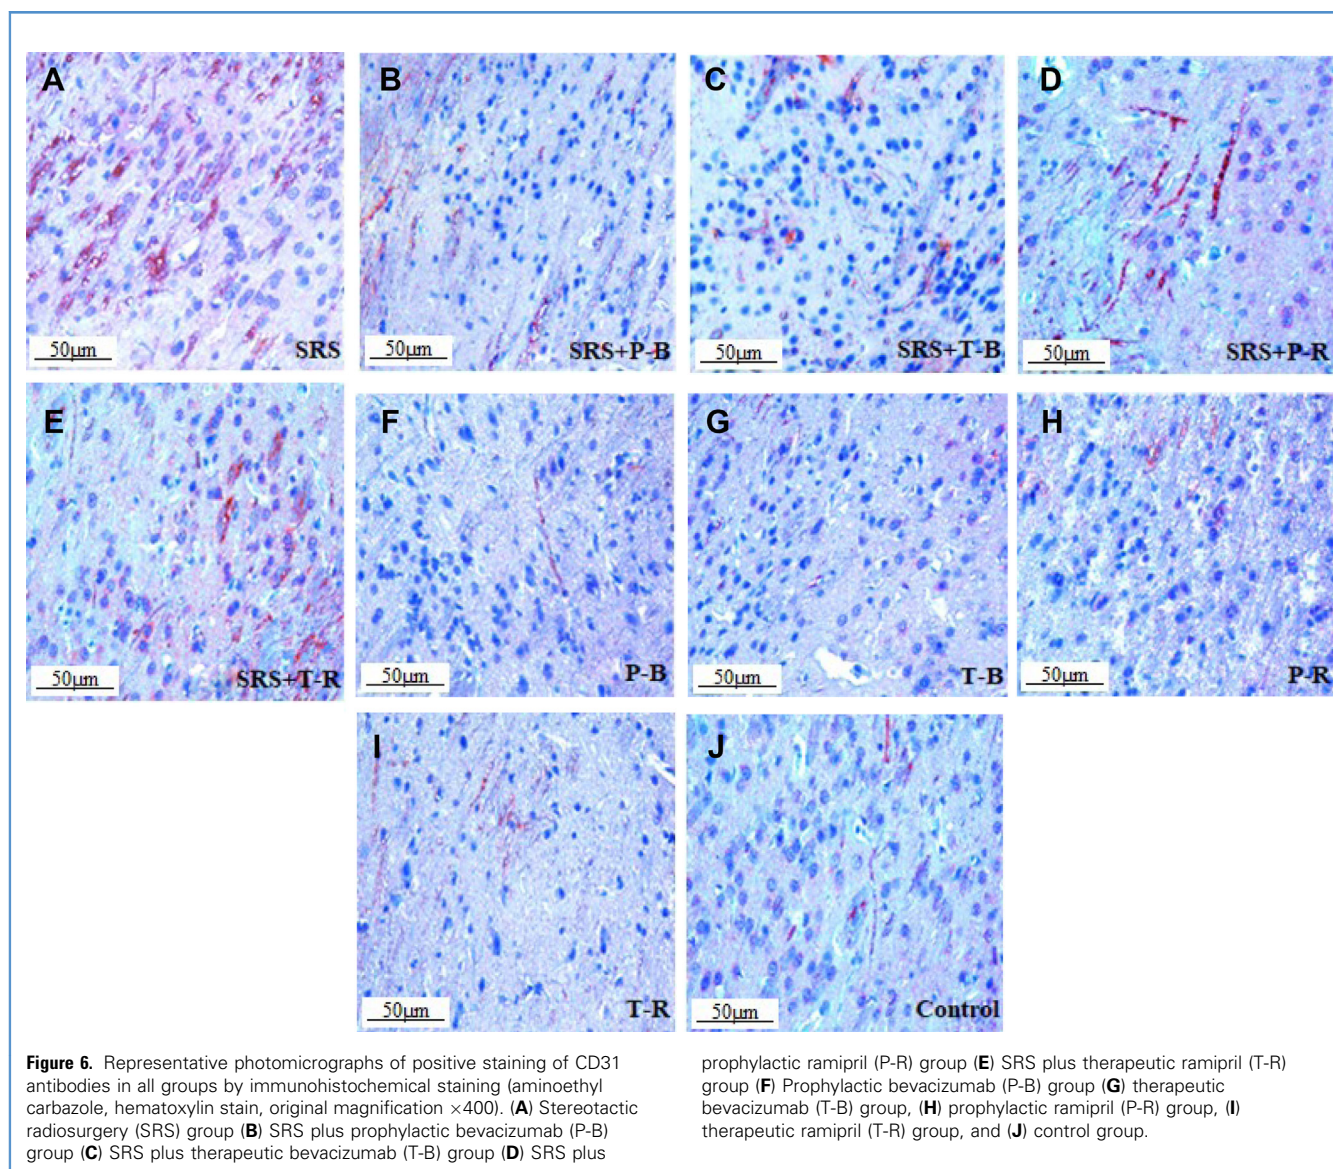 A
50µm
SRS
B
50µm
SRS+P-B
C
50µm
SRS+T-B
D
50µm
SRS+P-R
E
50µm
SRS+T-R
F
50µm
P-B
G
50µm
T-B
H
50µm
P-R
I
50µm
T-R
J
50µm
Control
Figure 6. Representative photomicrographs of positive staining of CD31
antibodies in all groups by immunohistochemical staining (aminoethyl
carbazole, hematoxylin stain, original magnification ×400). (A) Stereotactic
radiosurgery (SRS) group (B) SRS plus prophylactic bevacizumab (P-B)
group (C) SRS plus therapeutic bevacizumab (T-B) group (D) SRS plus
prophylactic ramipril (P-R) group (E) SRS plus therapeutic ramipril (T-R)
group (F) Prophylactic bevacizumab (P-B) group (G) therapeutic
bevacizumab (T-B) group, (H) prophylactic ramipril (P-R) group, (I)
therapeutic ramipril (T-R) group, and (J) control group.